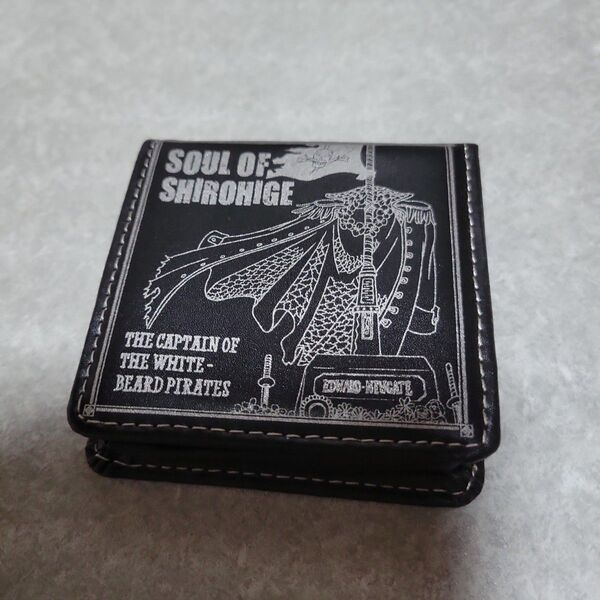 SOUL OF
SHIROHIGE
THE CAPTAIN OF
THE WHITE-
BEARD PIRATES
EDWARD·NEWGATE